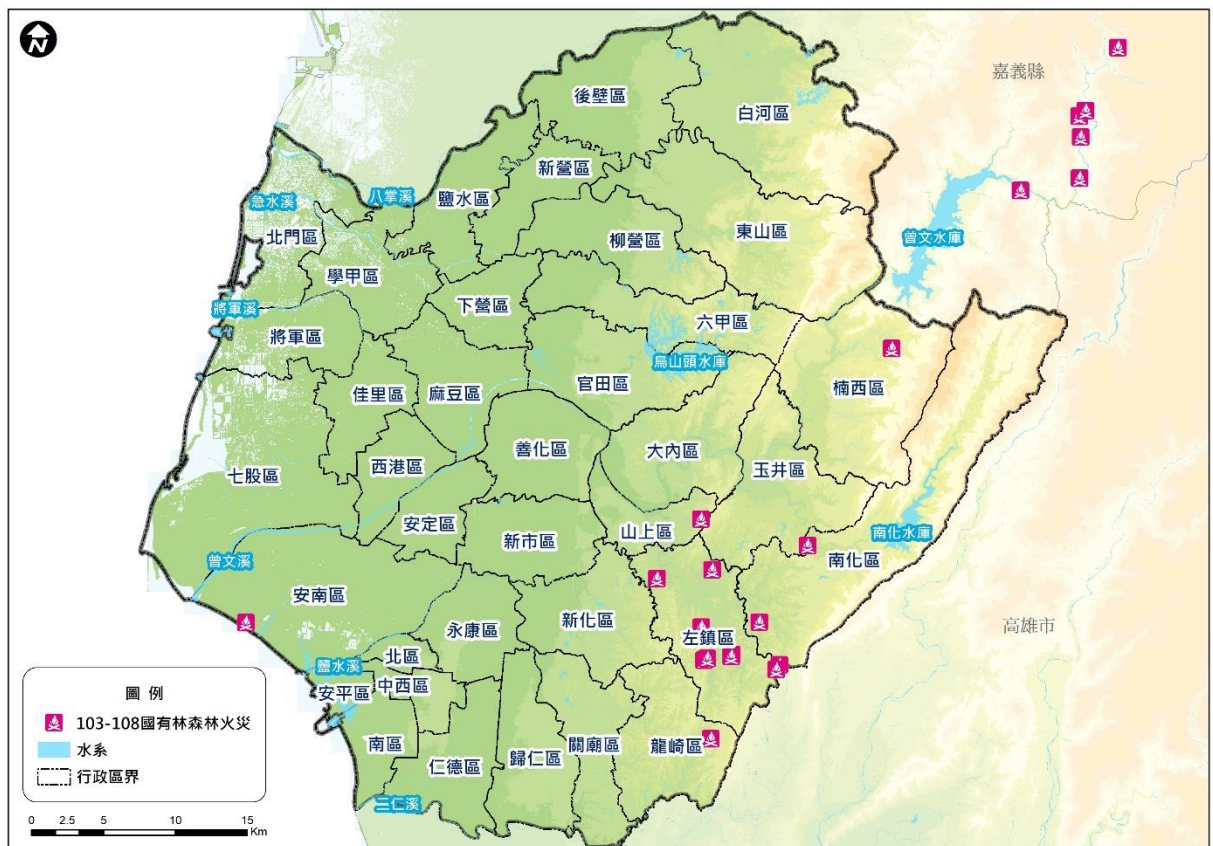 N
嘉義縣
後壁區
白河區
新營區
八掌溪
鹽水區
急水溪
北門區
柳營區
東山區
曾文水庫
學甲區
下營區
將軍溪
六甲區
將軍區
烏山頭水庫
官田區
楠西區
佳里區
麻豆區
善化區
大內區
西港區
玉井區
七股區
安定區
新市區
山上區
南化水庫
南化區
曾文溪
安南區
新化區
永康區
高雄市
左鎮區
北區
鹽水溪
中西區
安平區
南區
關廟區
龍崎區
歸仁區
仁德區
二仁溪
圖例
103-108國有林森林火災
水系
行政區界
0 2.5 5 10 15
Km